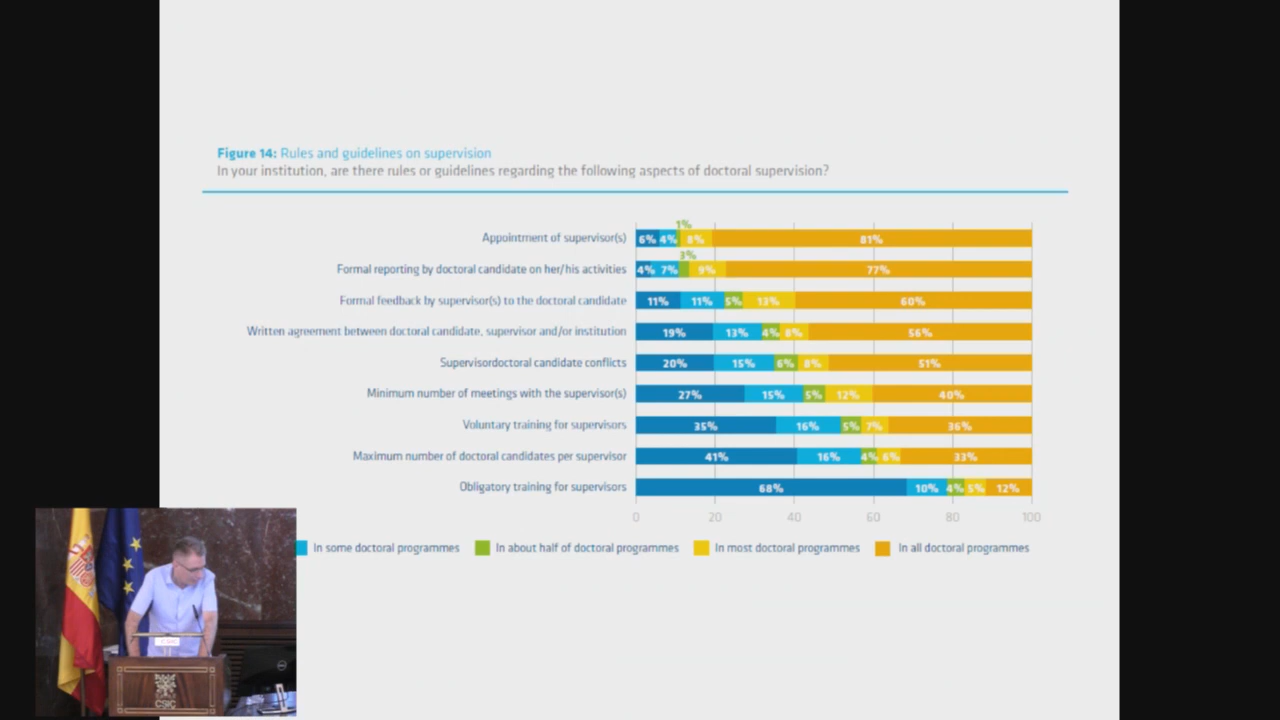 Figure 14: Rules and guidelines on supervision
In your institution, are there rules or guidelines regarding the following aspects of doctoral supervision?
1%
Appointment of supervisor(s) 6% 4% 8% 81%
3%
Formal reporting by doctoral candidate on her/his activities 4% 7% 9% 77%
Formal feedback by supervisor(s) to the doctoral candidate 11% 11% 5% 13% 60%
Written agreement between doctoral candidate, supervisor and/or institution 19% 13% 4% 8% 56%
Supervisordoctoral candidate conflicts 20% 15% 6% 8% 51%
Minimum number of meetings with the supervisor(s) 27% 15% 5% 12% 40%
Voluntary training for supervisors 35% 16% 5% 7% 36%
Maximum number of doctoral candidates per supervisor 41% 16% 4% 6% 33%
Obligatory training for supervisors 68% 10% 4% 5% 12%
0 20 40 60 80 100
In some doctoral programmes In about half of doctoral programmes In most doctoral programmes In all doctoral programmes
CSIC